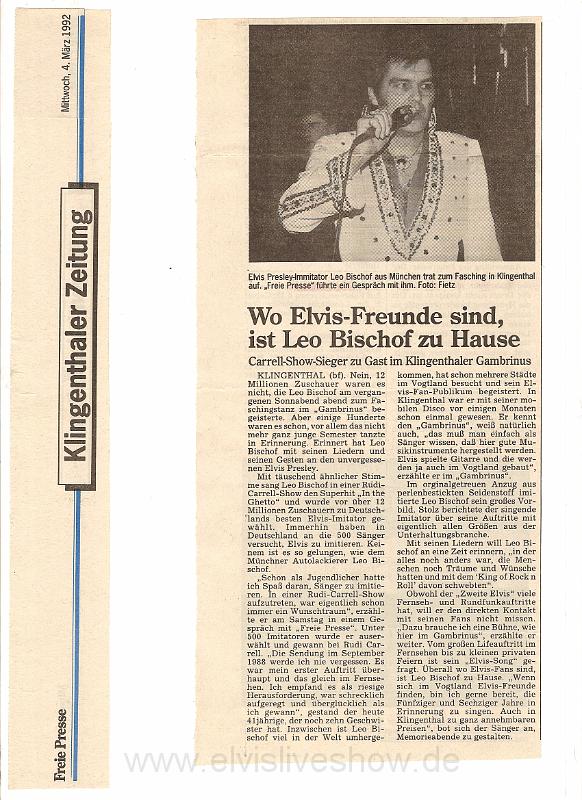 Mittwoch, 4. März 1992
Klingenthaler Zeitung
Freie Presse
Elvis Presley-Immitator Leo Bischof aus München trat zum Fasching in Klingenthal
auf. „Freie Presse“ führte ein Gespräch mit ihm. Foto: Fietz
Wo Elvis-Freunde sind,
ist Leo Bischof zu Hause
Carrell-Show-Sieger zu Gast im Klingenthaler Gambrinus
KLINGENTHAL (bf). Nein, 12
Millionen Zuschauer waren es
nicht, die Leo Bischof am vergan-
genen Sonnabend abend zum Fa-
schingstanz im „Gambrinus“ be-
geisterte. Aber einige Hunderte
waren es schon, vor allem das nicht
mehr ganz junge Semester tanzte
in Erinnerung. Erinnert hat Leo
Bischof mit seinen Liedern und
seinen Gesten an den unvergesse-
nen Elvis Presley.
Mit täuschend ähnlicher Stim-
me sang Leo Bischof in einer Rudi-
Carrell-Show den Superhit „In the
Ghetto“ und wurde vor über 12
Millionen Zuschauern zu Deutsch-
lands besten Elvis-Imitator ge-
wählt. Immerhin haben in
Deutschland an die 500 Sänger
versucht, Elvis zu imitieren. Kei-
nem ist es so gelungen, wie dem
Münchner Autolackierer Leo Bi-
schof.
„Schon als Jugendlicher hatte
ich Spaß daran, Sänger zu imitie-
ren. In einer Rudi-Carrell-Show
aufzutreten, war eigentlich schon
immer ein Wunschtraum“, erzähl-
te er am Samstag in einem Ge-
spräch mit „Freie Presse“. Unter
500 Imitatoren wurde er auser-
wählt und gewann bei Rudi Car-
rell. „Die Sendung im September
1988 werde ich nie vergessen. Es
war mein erster Auftritt über-
haupt und das gleich im Fernse-
hen. Ich empfand es als riesige
Herausforderung, war schrecklich
aufgeregt und überglücklich als
ich gewann“, gestand der heute
41jährige, der noch zehn Geschwi-
ster hat. Inzwischen ist Leo Bi-
schof viel in der Welt umherge-
kommen, hat schon mehrere Städte
im Vogtland besucht und sein El-
vis-Fan-Publikum begeistert. In
Klingenthal war er mit seiner mo-
bilen Disco vor einigen Monaten
schon einmal gewesen. Er kennt
den „Gambrinus“, weiß natürlich
auch, „das muß man einfach als
Sänger wissen, daß hier gute Mu-
sikinstrumente hergestellt werden.
Elvis spielte Gitarre und die wer-
den ja auch im Vogtland gebaut“,
erzählte er im „Gambrinus“.
Im orginalgetreuen Anzug aus
perlenbestickten Seidenstoff imi-
tierte Leo Bischof sein großes Vor-
bild. Stolz berichtete der singende
Imitator über seine Auftritte mit
eigentlich allen Größen aus der
Unterhaltungsbranche.
Mit seinen Liedern will Leo Bi-
schof an eine Zeit erinnern, „in der
alles noch anders war, die Men-
schen noch Träume und Wünsche
hatten und mit dem ‘King of Rock n
Roll’ davon schwebten“.
Obwohl der „Zweite Elvis“ viele
Fernseh- und Rundfunkauftritte
hat, will er den direkten Kontakt
mit seinen Fans nicht missen.
„Dazu brauche ich eine Bühne, wie
hier im Gambrinus“, erzählte er
weiter. Vom großen Lifeauftritt im
Fernsehen bis zu kleinen privaten
Feiern ist sein „Elvis-Song“ ge-
fragt. Überall wo Elvis-Fans sind,
ist Leo Bischof zu Hause. „Wenn
sich im Vogtland Elvis-Freunde
finden, bin ich gerne bereit, die
Fünfziger und Sechziger Jahre in
Erinnerung zu singen. Auch in
Klingenthal zu ganz annehmbaren
Preisen“, bot sich der Sänger an,
Memorieabende zu gestalten.
www.elvisliveshow.de